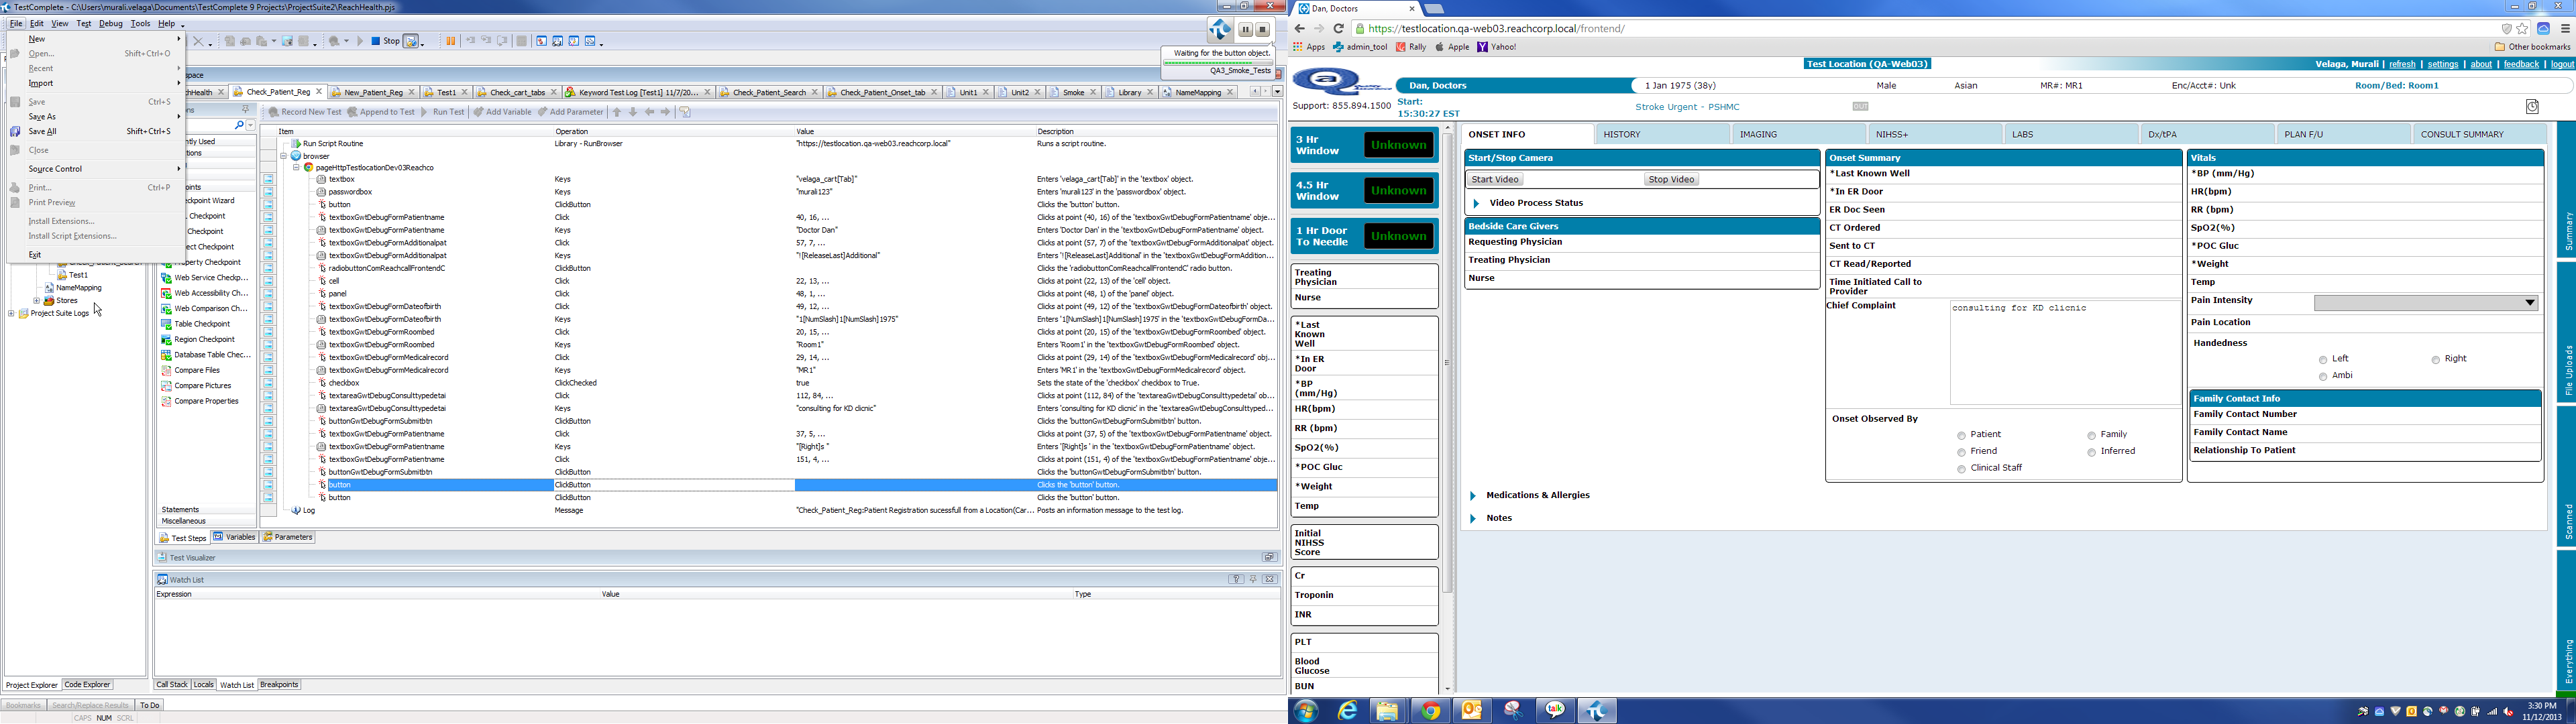 TestComplete - C:\Users\murali.velaga\Documents\TestComplete 9 Projects\ProjectSuite2\ReachHealth.pjs
File Edit View Test Debug Tools Help
New
Open... Shift+Ctrl+O
Recent
Import
Save Ctrl+S
Save As
Save All Shift+Ctrl+S
Close
Source Control
Print... Ctrl+P
Print Preview
Install Extensions...
Install Script Extensions...
Exit
Stop
Waiting for the button object.
QA3_Smoke_Tests
Check_Patient_Reg New_Patient_Reg Test1 Check_cart_tabs Keyword Test Log [Test1] 11/7/20... Check_Patient_Search Check_Patient_Onset_tab Unit1 Unit2 Smoke Library NameMapping
Record New Test Append to Test Run Test Add Variable Add Parameter
Item Operation Value Description
Run Script Routine Library - RunBrowser "https://testlocation.qa-web03.reachcorp.local" Runs a script routine.
browser
pageHttpTestlocationDev03Reachco
textbox Keys "velaga_cart[Tab]" Enters 'velaga_cart[Tab]' in the 'textbox' object.
passwordbox Keys "murali123" Enters 'murali123' in the 'passwordbox' object.
button ClickButton Clicks the 'button' button.
textboxGwtDebugFormPatientname Click 40, 16, ... Clicks at point (40, 16) of the 'textboxGwtDebugFormPatientname' obje...
textboxGwtDebugFormPatientname Keys "Doctor Dan" Enters 'Doctor Dan' in the 'textboxGwtDebugFormPatientname' object.
textboxGwtDebugFormAdditionalpat Click 57, 7, ... Clicks at point (57, 7) of the 'textboxGwtDebugFormAdditionalpat' object.
textboxGwtDebugFormAdditionalpat Keys "![ReleaseLast]Additional" Enters '![ReleaseLast]Additional' in the 'textboxGwtDebugFormAddition...
radiobuttonComReachcallFrontendC ClickButton Clicks the 'radiobuttonComReachcallFrontendC' radio button.
cell Click 22, 13, ... Clicks at point (22, 13) of the 'cell' object.
panel Click 48, 1, ... Clicks at point (48, 1) of the 'panel' object.
textboxGwtDebugFormDateofbirth Click 49, 12, ... Clicks at point (49, 12) of the 'textboxGwtDebugFormDateofbirth' object.
textboxGwtDebugFormDateofbirth Keys "1[NumSlash]1[NumSlash]1975" Enters '1[NumSlash]1[NumSlash]1975' in the 'textboxGwtDebugFormDa...
textboxGwtDebugFormRoombed Click 20, 15, ... Clicks at point (20, 15) of the 'textboxGwtDebugFormRoombed' object.
textboxGwtDebugFormRoombed Keys "Room1" Enters 'Room1' in the 'textboxGwtDebugFormRoombed' object.
textboxGwtDebugFormMedicalrecord Click 29, 14, ... Clicks at point (29, 14) of the 'textboxGwtDebugFormMedicalrecord' obje...
textboxGwtDebugFormMedicalrecord Keys "MR1" Enters 'MR1' in the 'textboxGwtDebugFormMedicalrecord' object.
checkbox ClickChecked true Sets the state of the 'checkbox' checkbox to True.
textareaGwtDebugConsulttypedetai Click 112, 84, ... Clicks at point (112, 84) of the 'textareaGwtDebugConsulttypedetai' obje...
textareaGwtDebugConsulttypedetai Keys "consulting for KD clicnic" Enters 'consulting for KD clicnic' in the 'textareaGwtDebugConsulttyped...
buttonGwtDebugFormSubmitbtn ClickButton Clicks the 'buttonGwtDebugFormSubmitbtn' button.
textboxGwtDebugFormPatientname Click 37, 5, ... Clicks at point (37, 5) of the 'textboxGwtDebugFormPatientname' object.
textboxGwtDebugFormPatientname Keys "[Right]s " Enters '[Right]s ' in the 'textboxGwtDebugFormPatientname' object.
textboxGwtDebugFormPatientname Click 151, 4, ... Clicks at point (151, 4) of the 'textboxGwtDebugFormPatientname' obje...
buttonGwtDebugFormSubmitbtn ClickButton Clicks the 'buttonGwtDebugFormSubmitbtn' button.
button ClickButton Clicks the 'button' button.
button ClickButton Clicks the 'button' button.
Log Message "Check_Patient_Reg:Patient Registration sucessfull from a Location(Car... Posts an information message to the test log.
Test1
NameMapping
Stores
Project Suite Logs
Web Service Checkp...
Web Accessibility Ch...
Web Comparison Che...
Table Checkpoint
Region Checkpoint
Database Table Chec...
Compare Files
Compare Pictures
Compare Properties
Statements
Miscellaneous
Test Steps Variables Parameters
Test Visualizer
Watch List
Expression Value Type
Project Explorer Code Explorer
Call Stack Locals Watch List Breakpoints
Bookmarks Search/Replace Results To Do
CAPS NUM SCRL
Dan, Doctors
https://testlocation.qa-web03.reachcorp.local/frontend/
Apps admin_tool Rally Apple Yahoo! Other bookmarks
Test Location (QA-Web03)
Velaga, Murali | refresh | settings | about | feedback | logout
Dan, Doctors 1 Jan 1975 (38y) Male Asian MR#: MR1 Enc/Acct#: Unk Room/Bed: Room1
Support: 855.894.1500
Start:
15:30:27 EST
Stroke Urgent - PSHMC OUT
3 Hr Window Unknown
4.5 Hr Window Unknown
1 Hr Door To Needle Unknown
Treating Physician
Nurse
*Last Known Well
*In ER Door
*BP (mm/Hg)
HR(bpm)
RR (bpm)
SpO2(%)
*POC Gluc
*Weight
Temp
Initial NIHSS Score
Cr
Troponin
INR
PLT
Blood Glucose
BUN
ONSET INFO HISTORY IMAGING NIHSS+ LABS Dx/tPA PLAN F/U CONSULT SUMMARY
Start/Stop Camera
Start Video Stop Video
Video Process Status
Bedside Care Givers
Requesting Physician
Treating Physician
Nurse
Onset Summary
*Last Known Well
*In ER Door
ER Doc Seen
CT Ordered
Sent to CT
CT Read/Reported
Time Initiated Call to Provider
Chief Complaint
consulting for KD clicnic
Onset Observed By
Patient Family
Friend Inferred
Clinical Staff
Vitals
*BP (mm/Hg)
HR(bpm)
RR (bpm)
SpO2(%)
*POC Gluc
*Weight
Temp
Pain Intensity
Pain Location
Handedness
Left Right
Ambi
Family Contact Info
Family Contact Number
Family Contact Name
Relationship To Patient
Medications & Allergies
Notes
Summary
File Uploads
Scanned
Everything
talk
3:30 PM
11/12/2013